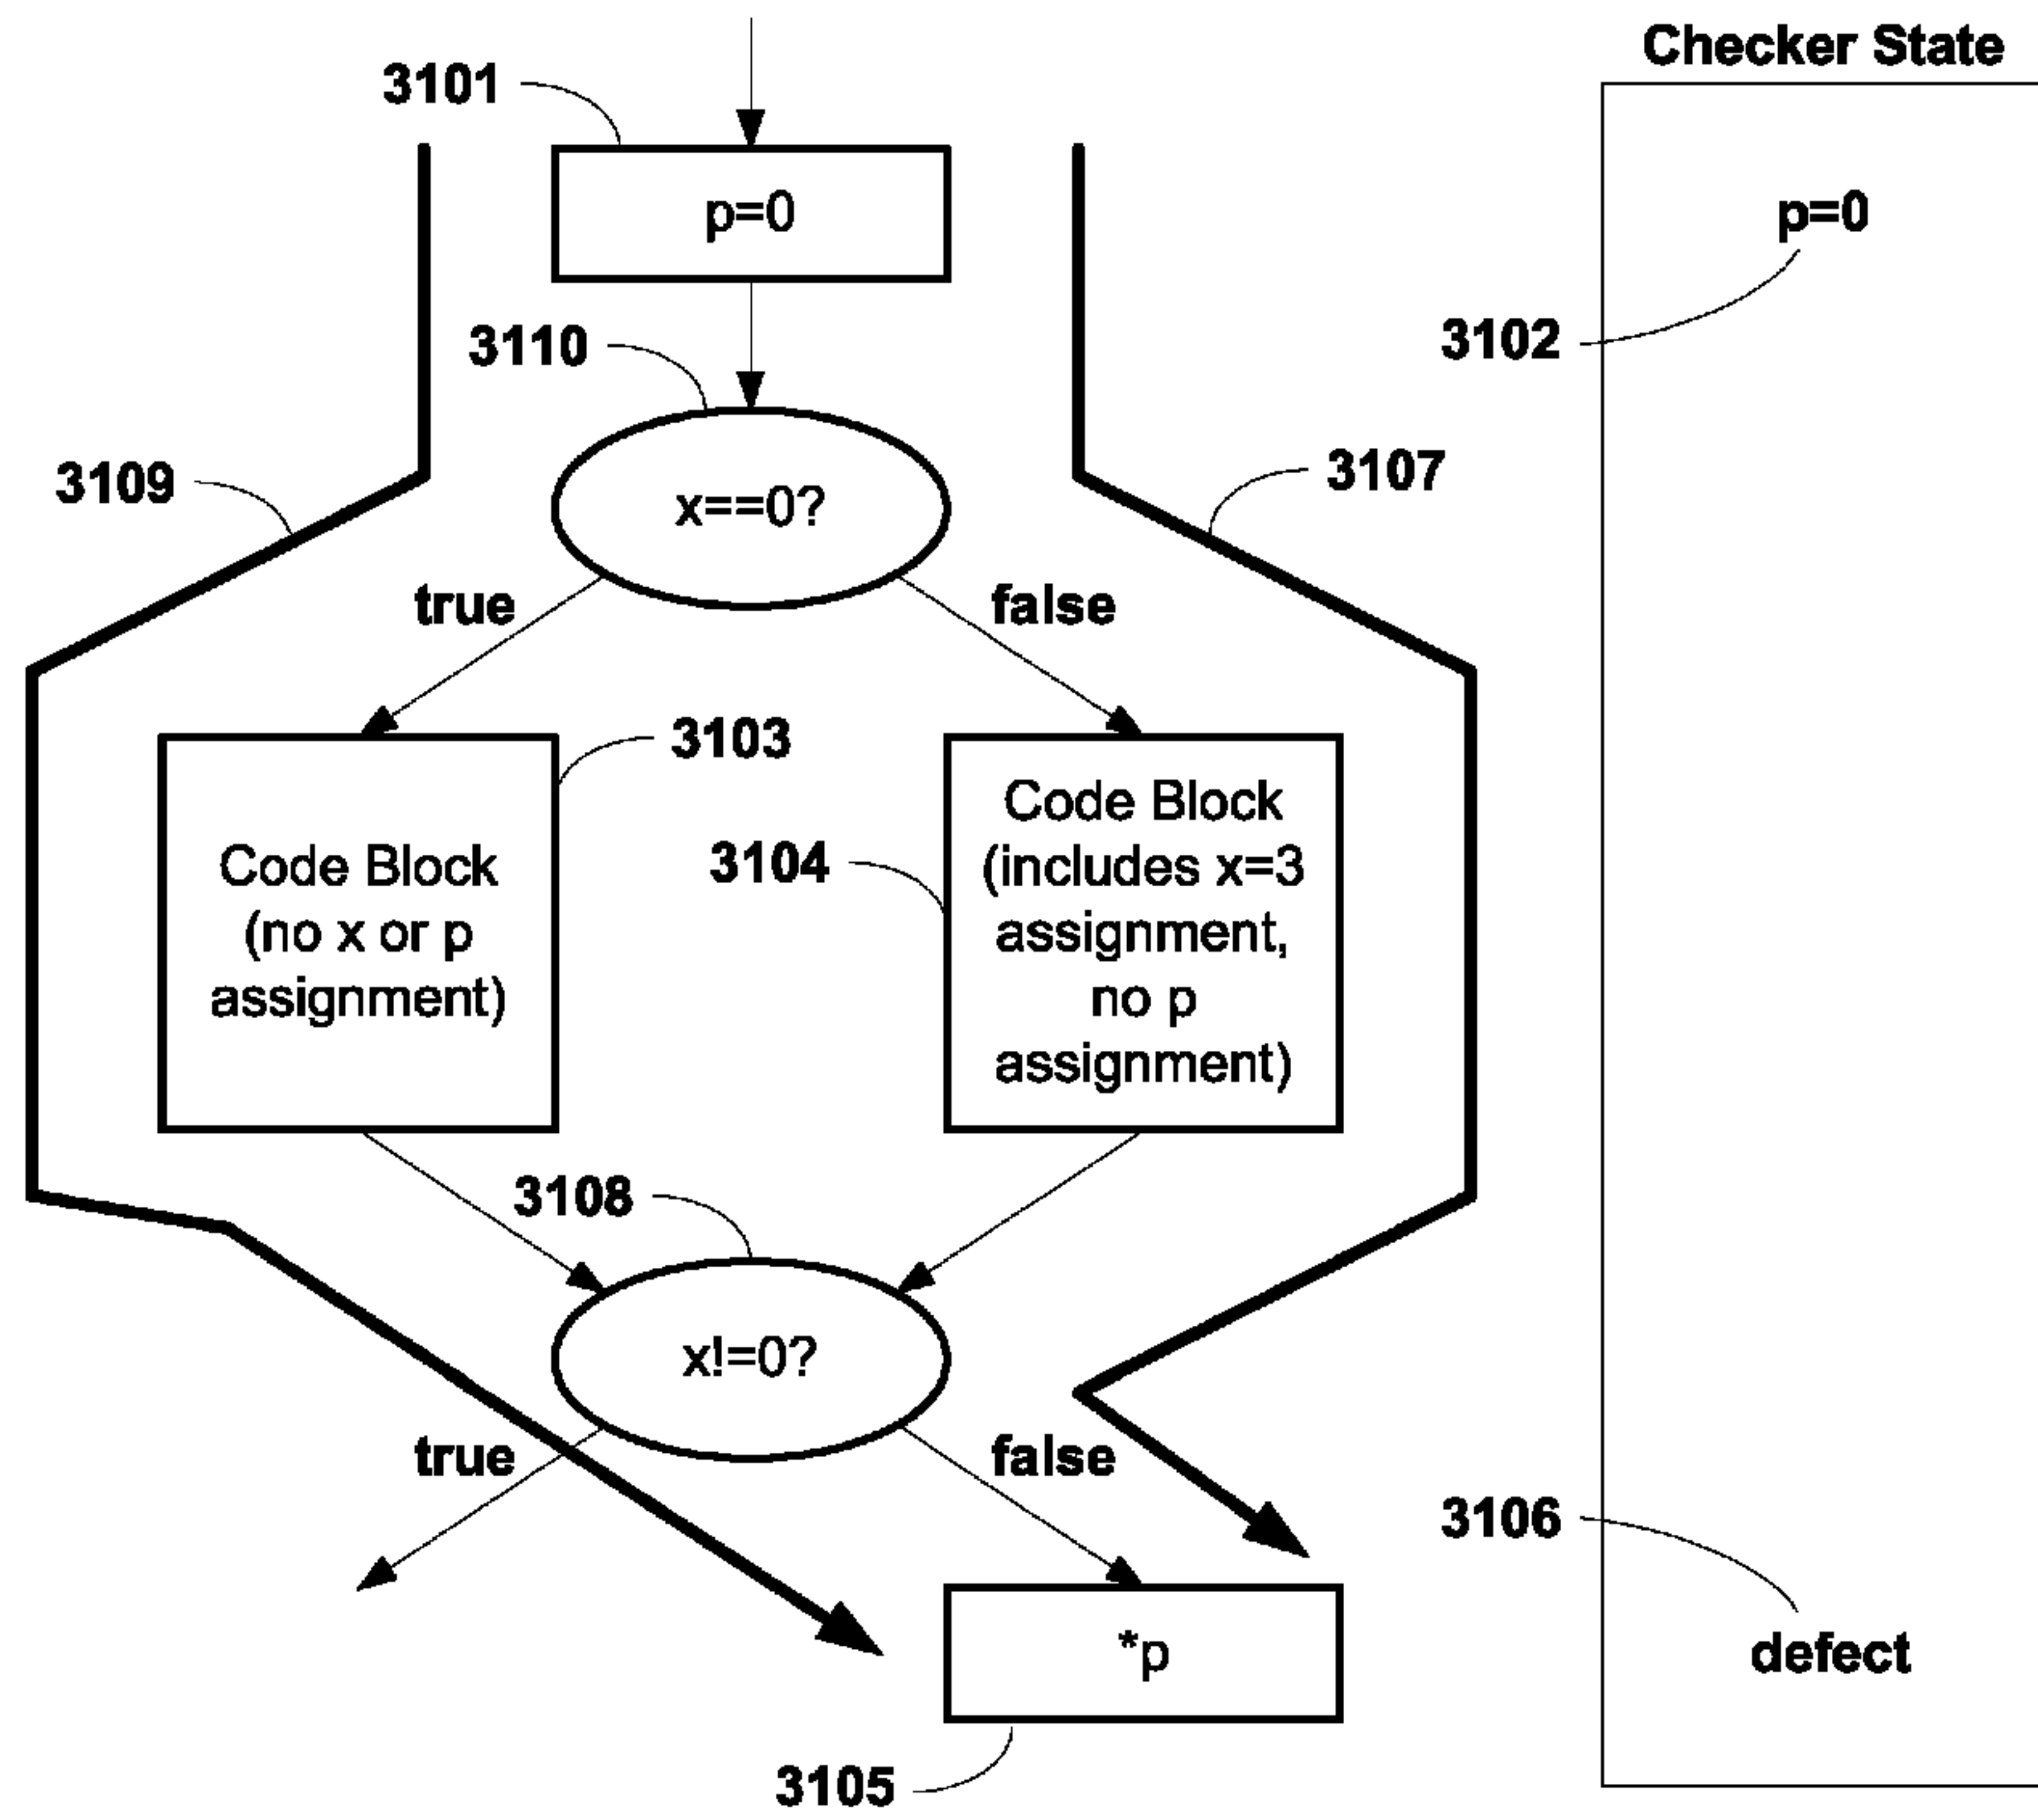 Checker State
3101
p=0
p=0
3110
3102
x==0?
3109
3107
true
false
3103
Code Block
(no x or p
assignment)
3104
Code Block
(includes x=3
assignment,
no p
assignment)
3108
x!=0?
true
false
3106
*p
defect
3105